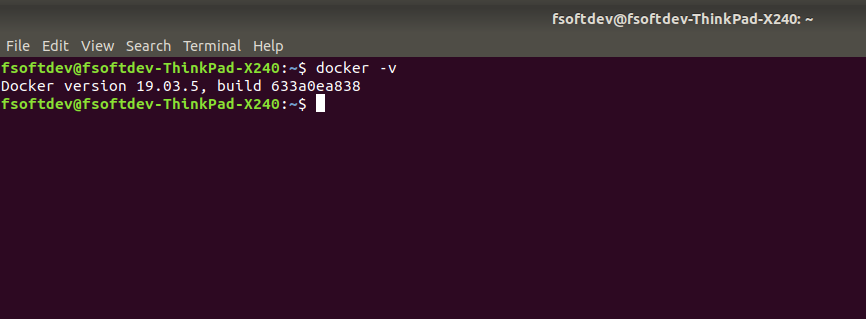 fsoftdev@fsoftdev-ThinkPad-X240: ~
File Edit View Search Terminal Help
fsoftdev@fsoftdev-ThinkPad-X240:~$ docker -v
Docker version 19.03.5, build 633a0ea838
fsoftdev@fsoftdev-ThinkPad-X240:~$